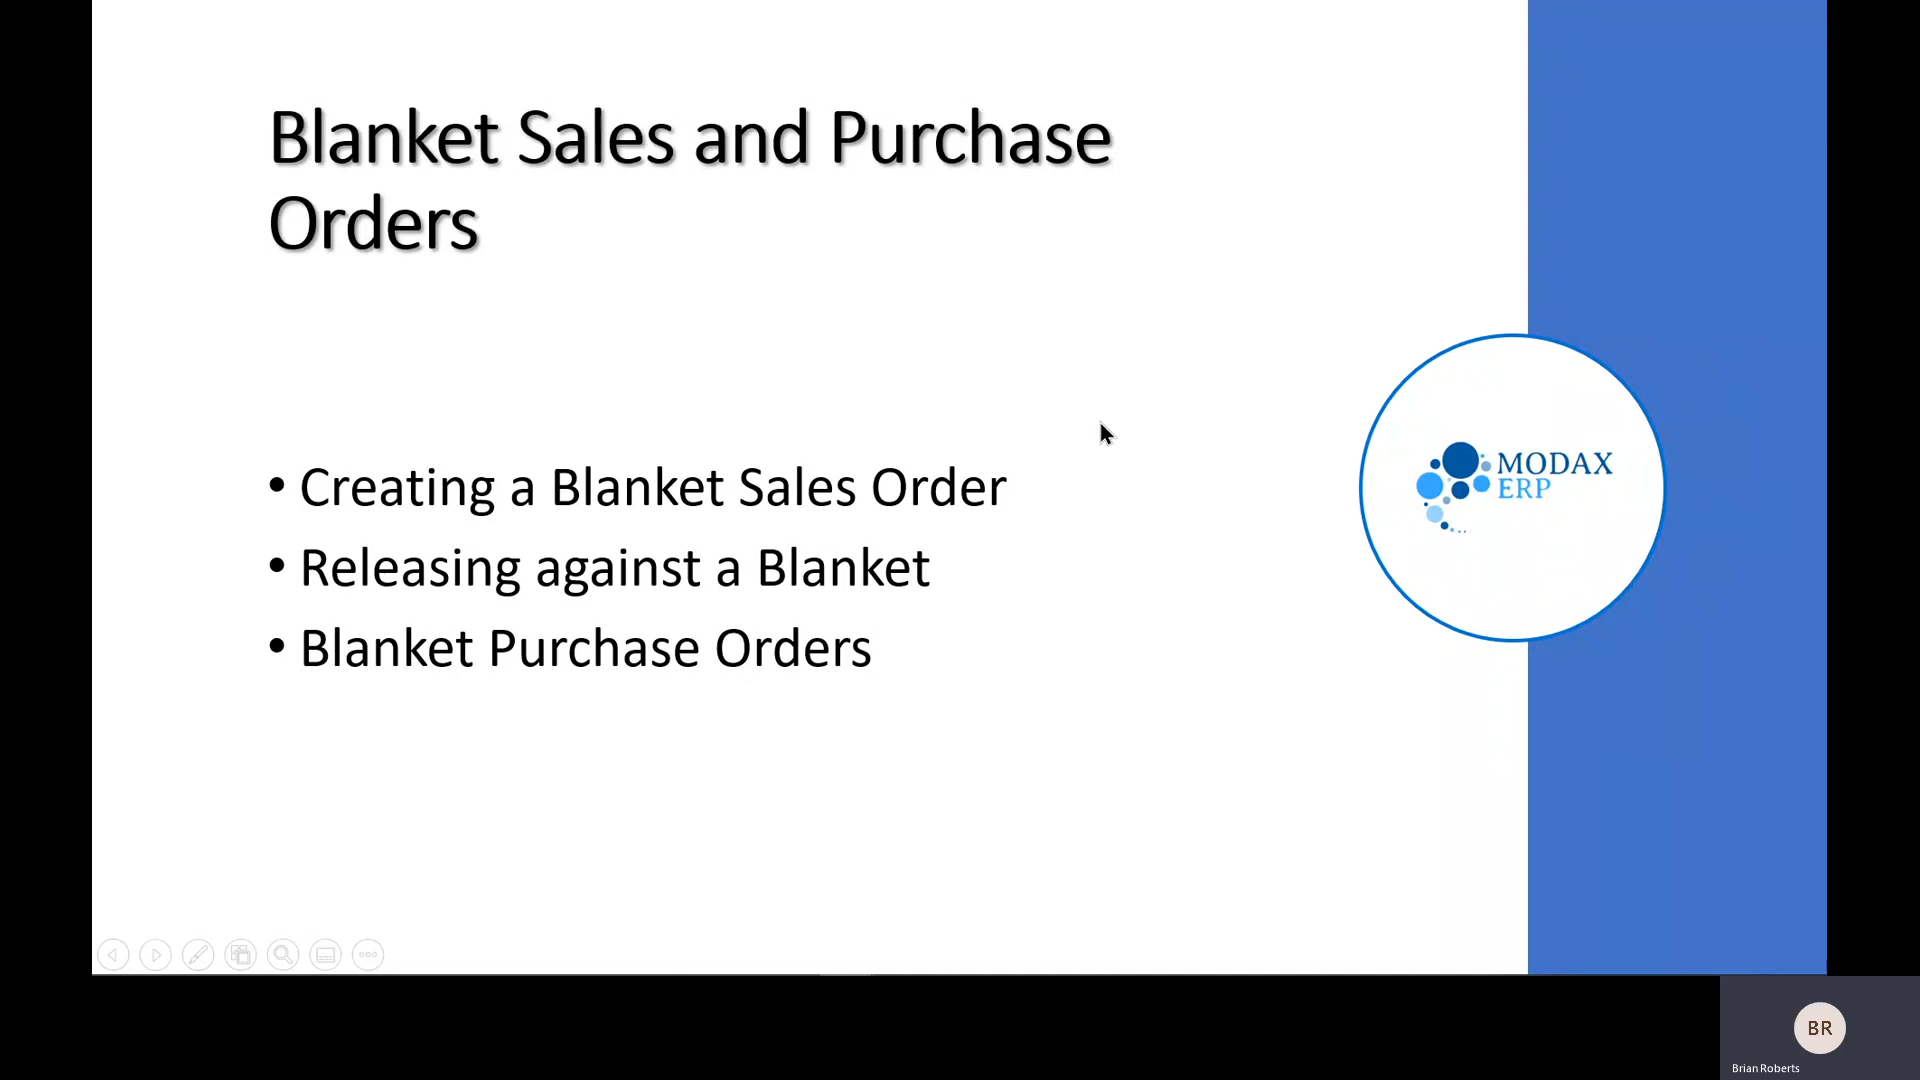 Blanket Sales and Purchase
Orders
• Creating a Blanket Sales Order
• Releasing against a Blanket
• Blanket Purchase Orders
MODAX
ERP
BR
Brian Roberts